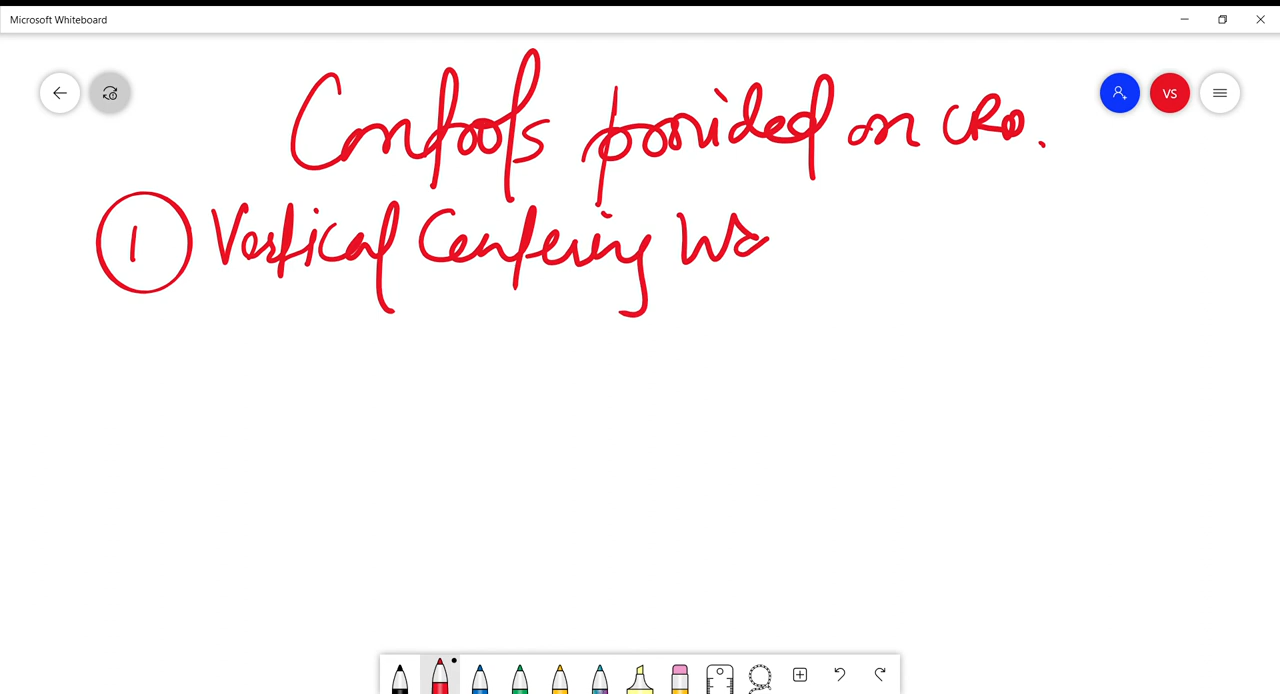 Microsoft Whiteboard
Controls provided on CRO.
VS
1 Vertical Centering